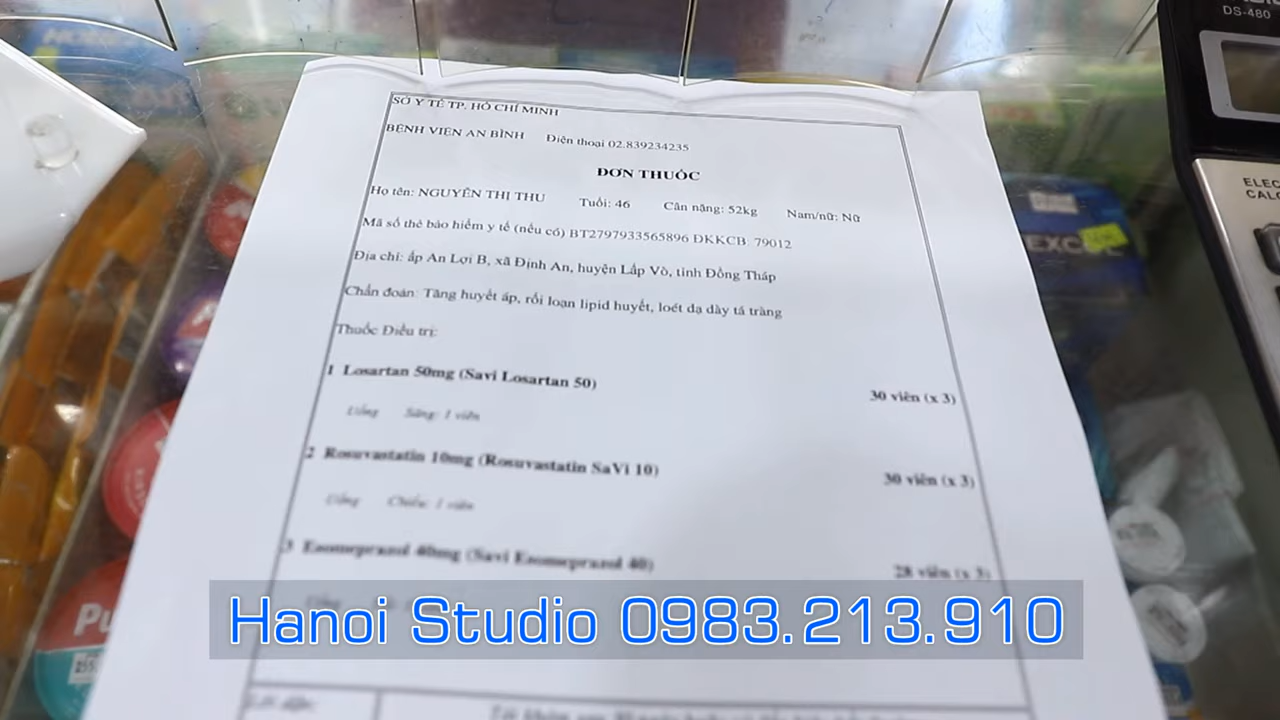 SỞ Y TẾ TP. HỒ CHÍ MINH
BỆNH VIỆN AN BÌNH Điện thoại 02.839234235
ĐƠN THUỐC
Họ tên: NGUYỄN THỊ THU Tuổi: 46 Cân nặng: 52kg Nam/nữ: Nữ
Mã số thẻ bảo hiểm y tế (nếu có) BT2797933565896 ĐKKCB: 79012
Địa chỉ: ấp An Lợi B, xã Định An, huyện Lấp Vò, tỉnh Đồng Tháp
Chẩn đoán: Tăng huyết áp, rối loạn lipid huyết, loét dạ dày tá tràng
Thuốc Điều trị:
1 Losartan 50mg (Savi Losartan 50) 30 viên (x 3)
Uống Sáng: 1 viên
2 Rosuvastatin 10mg (Rosuvastatin SaVi 10) 30 viên (x 3)
Uống Chiều: 1 viên
3 Esomeprazol 40mg (Savi Esomeprazol 40) 28 viên (x 3)
Uống
Hanoi Studio 0983.213.910
Lời dặn:
DS-480
Pu